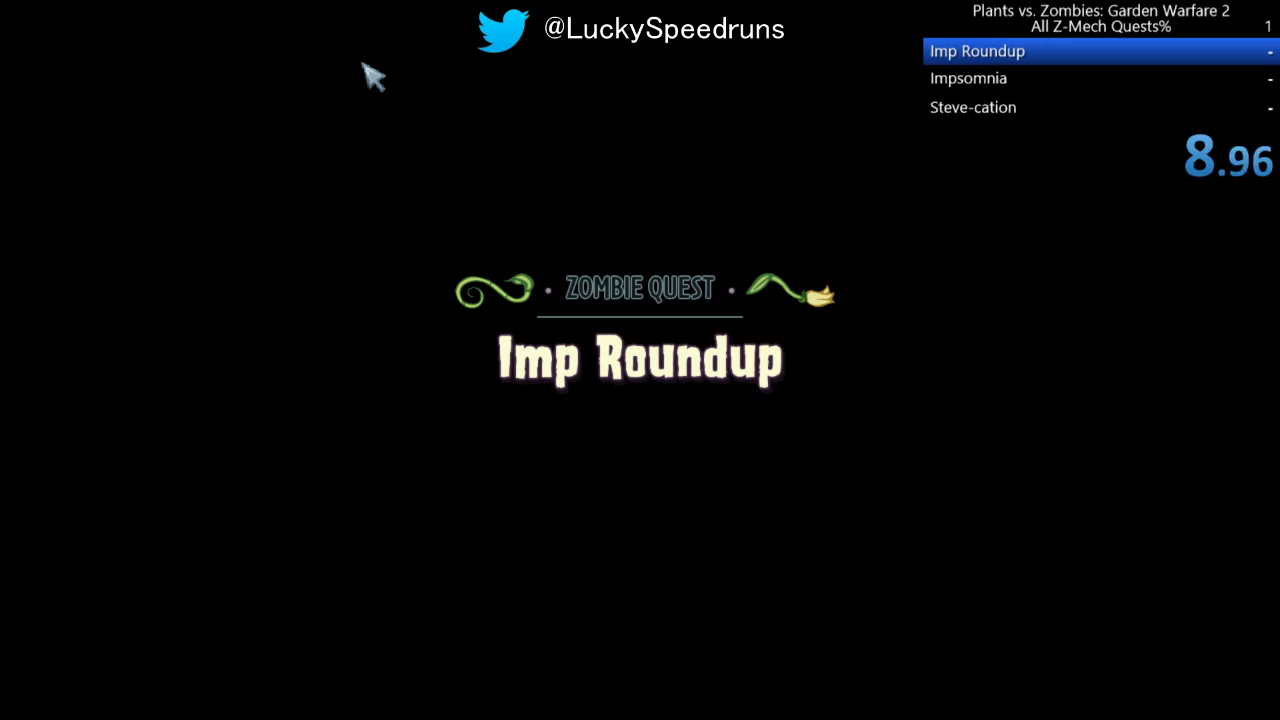 @LuckySpeedruns
Plants vs. Zombies: Garden Warfare 2
All Z-Mech Quests% 1
Imp Roundup -
Impsomnia -
Steve-cation -
8.96
ZOMBIE QUEST
Imp Roundup